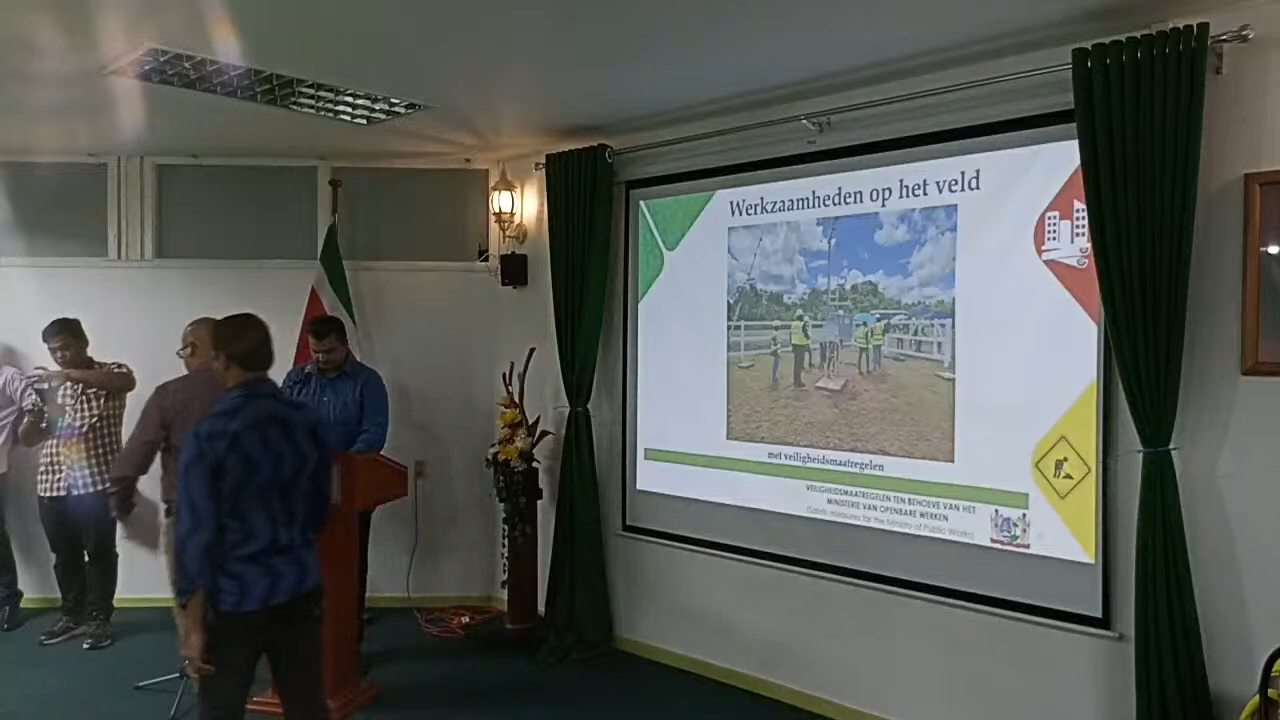 Werkzaamheden op het veld
met veiligheidsmaatregelen
VEILIGHEIDSMAATREGELEN TEN BEHOEVE VAN HET
MINISTERIE VAN OPENBARE WERKEN
(Safety measures for the Ministry of Public Works)